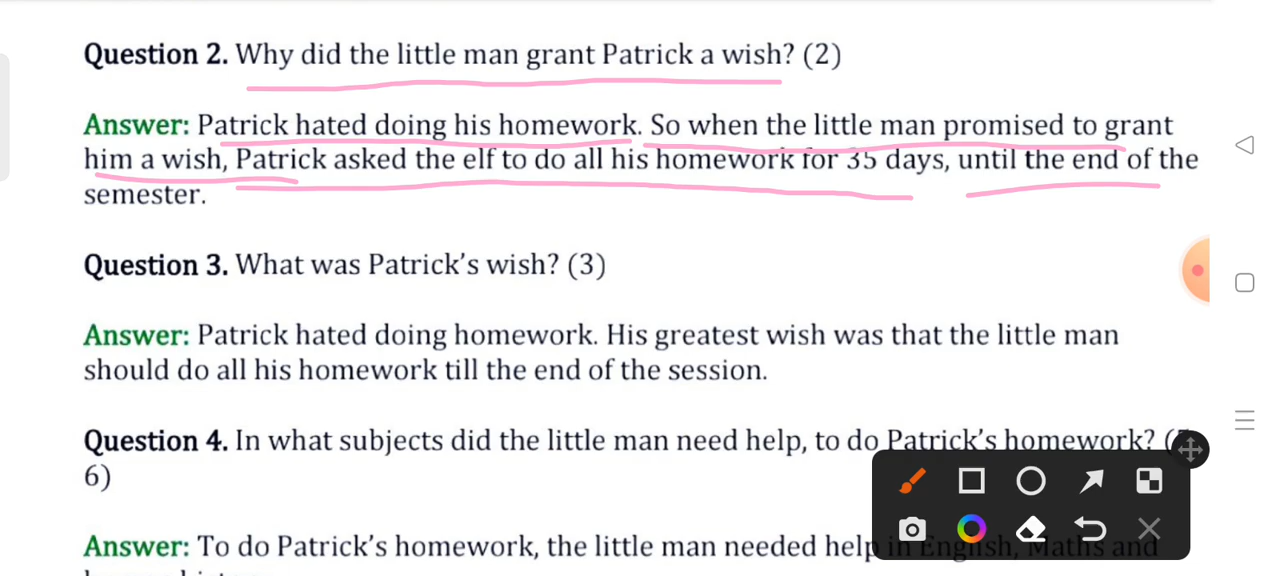 Question 2. Why did the little man grant Patrick a wish? (2)
Answer: Patrick hated doing his homework. So when the little man promised to grant
him a wish, Patrick asked the elf to do all his homework for 35 days, until the end of the
semester.
Question 3. What was Patrick’s wish? (3)
Answer: Patrick hated doing homework. His greatest wish was that the little man
should do all his homework till the end of the session.
Question 4. In what subjects did the little man need help, to do Patrick’s homework? (
6)
Answer: To do Patrick’s homework, the little man needed help in English, Maths and